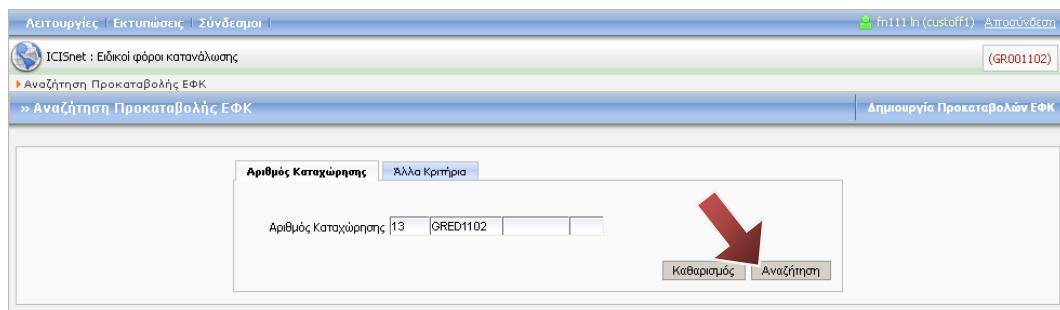 Λειτουργίες | Εκτυπώσεις | Σύνδεσμοι | fn111 ln (custoff1) Αποσύνδεση
ICISnet : Ειδικοί φόροι κατανάλωσης (GR001102)
Αναζήτηση Προκαταβολής ΕΦΚ
» Αναζήτηση Προκαταβολής ΕΦΚ Δημιουργία Προκαταβολών ΕΦΚ
Αριθμός Καταχώρησης Άλλα Κριτήρια
Αριθμός Καταχώρησης 13 GRED1102
Καθαρισμός Αναζήτηση